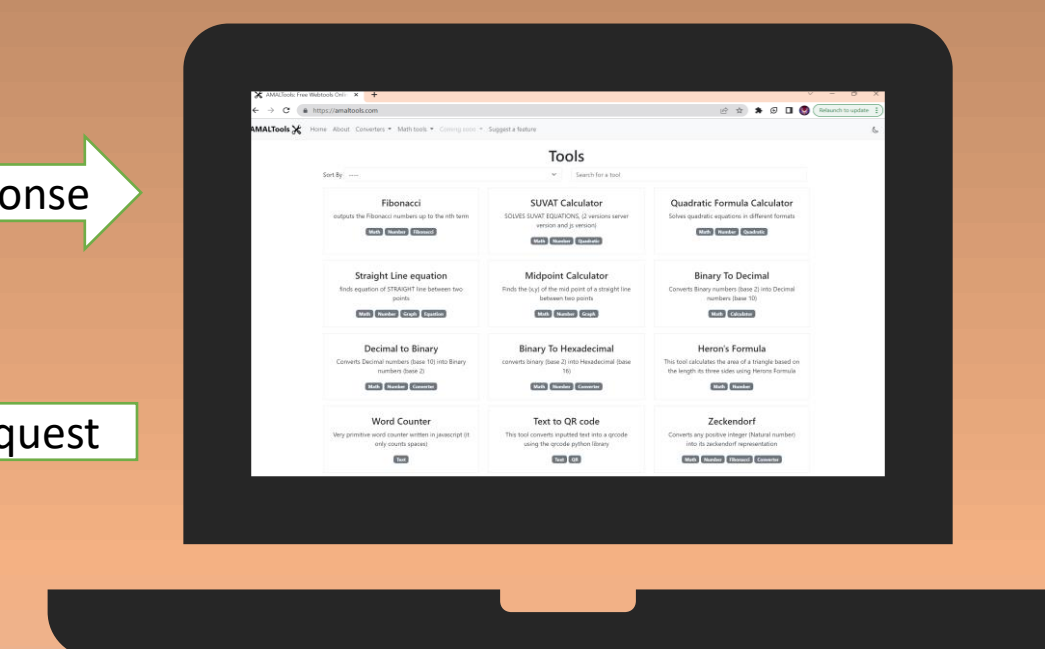 AMALTools: Free Webtools Onli
https://amaltools.com
Relaunch to update
AMALTools Home About Converters Math tools Coming soon Suggest a feature
Tools
Sort By -----
Search for a tool
Fibonacci
outputs the Fibonacci numbers up to the nth term
Math Number Fibonacci
SUVAT Calculator
SOLVES SUVAT EQUATIONS, (2 versions server
version and js version)
Math Number Quadratic
Quadratic Formula Calculator
Solves quadratic equations in different formats
Math Number Quadratic
onse
Straight Line equation
finds equation of STRAIGHT line between two
points
Math Number Graph Equation
Midpoint Calculator
Finds the (x,y) of the mid point of a straight line
between two points
Math Number Graph
Binary To Decimal
Converts Binary numbers (base 2) into Decimal
numbers (base 10)
Math Calculator
Decimal to Binary
Converts Decimal numbers (base 10) into Binary
numbers (base 2)
Math Number Converter
Binary To Hexadecimal
converts binary (base 2) into Hexadecimal (base
16)
Math Number Converter
Heron's Formula
This tool calculates the area of a triangle based on
the length its three sides using Herons Formula
Math Number
quest
Word Counter
Very primitive word counter written in javascript (it
only counts spaces)
Text
Text to QR code
This tool converts inputted text into a qrcode
using the qrcode python library
Text QR
Zeckendorf
Converts any positive integer (Natural number)
into its zeckendorf representation
Math Number Fibonacci Converter